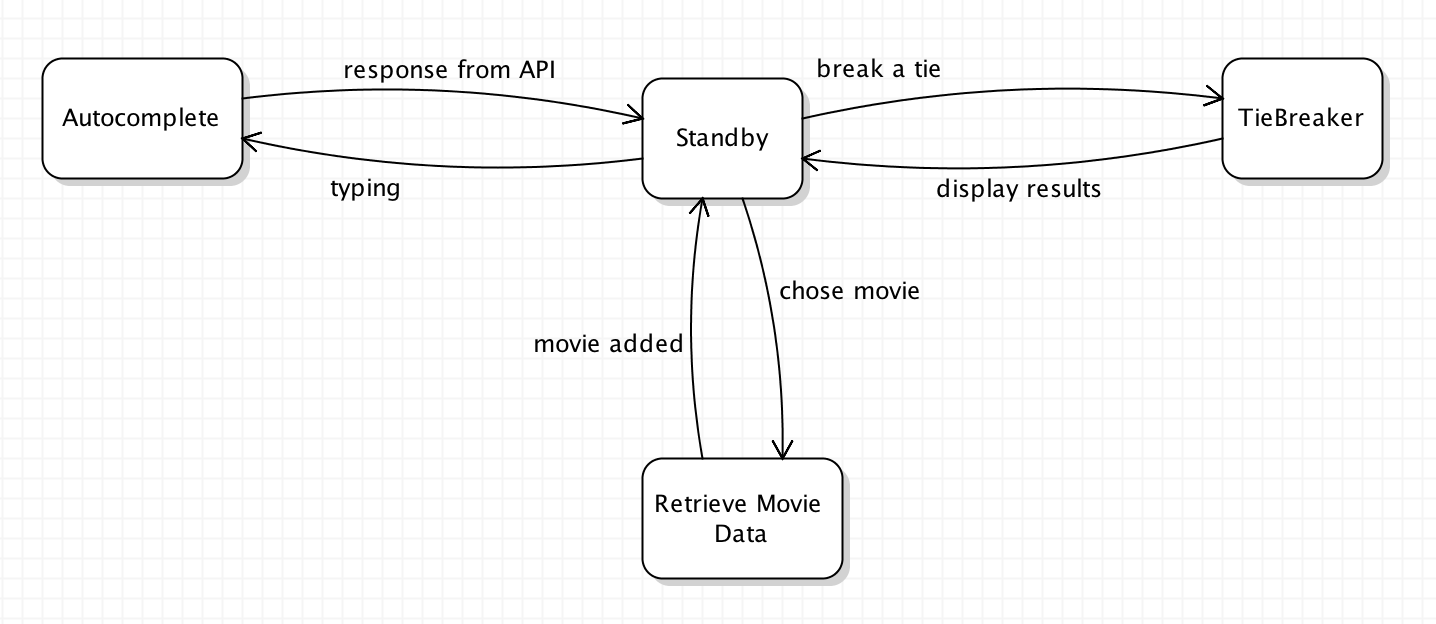 response from API
break a tie
Autocomplete
Standby
TieBreaker
typing
display results
chose movie
movie added
Retrieve Movie
Data